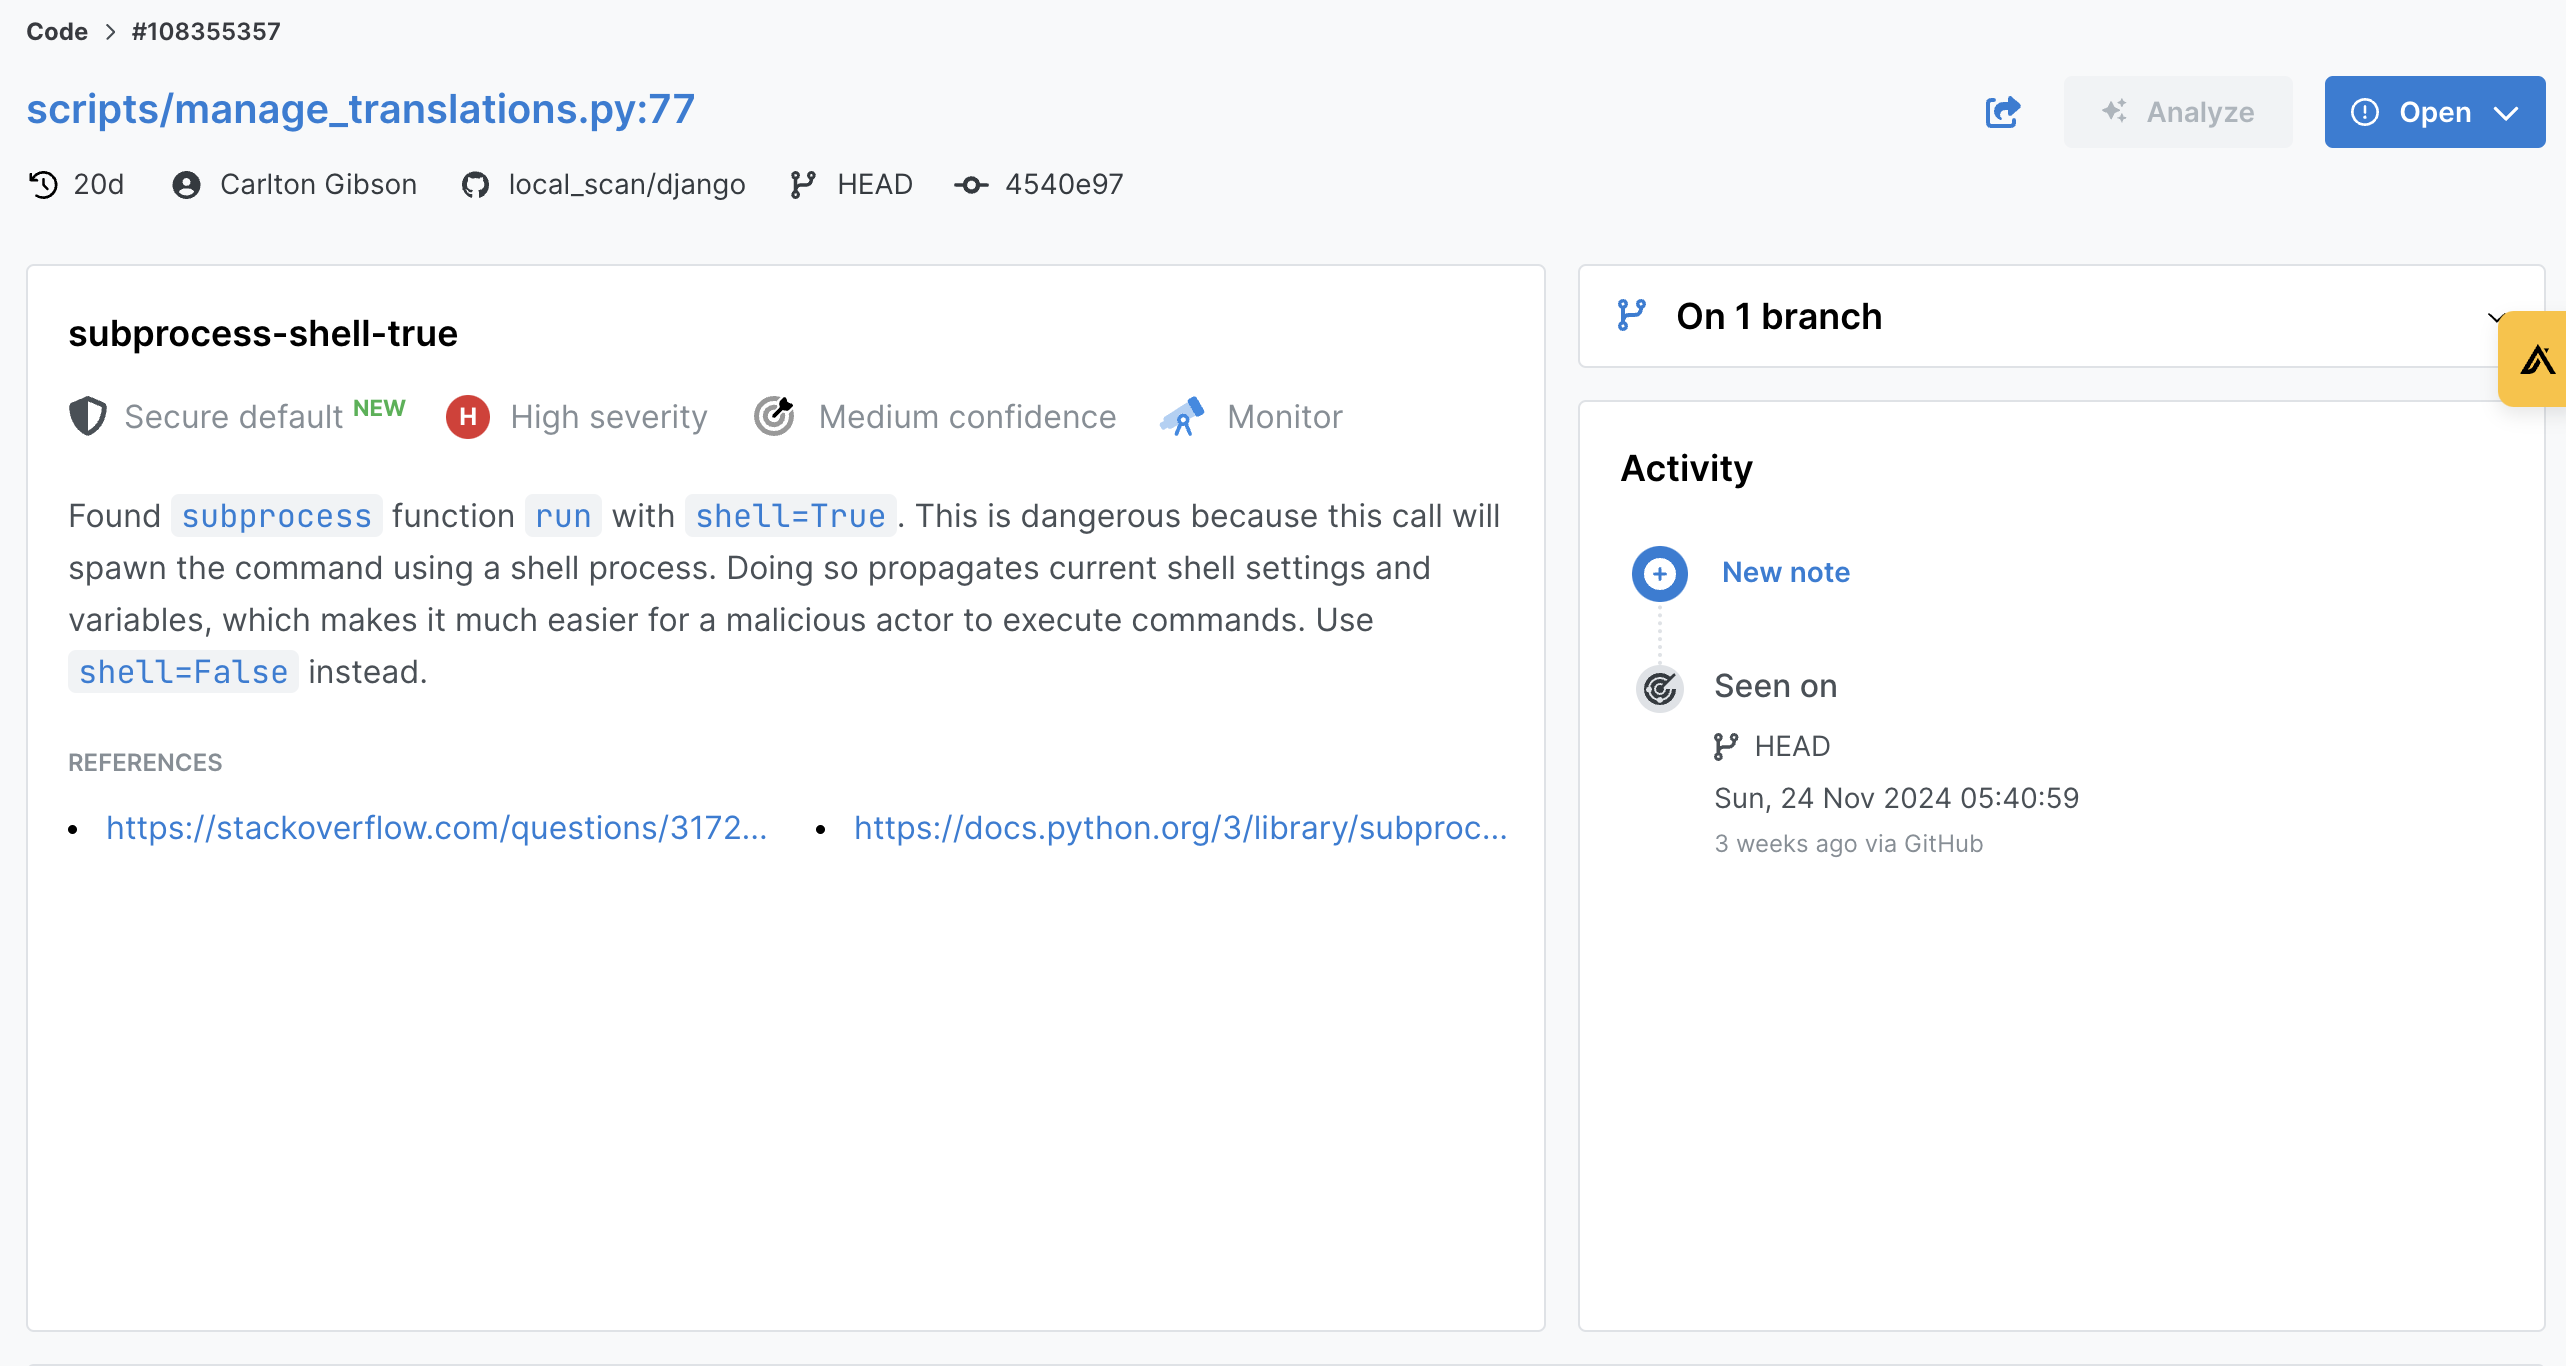 Code > #108355357
scripts/manage_translations.py:77
Analyze
Open
20d Carlton Gibson local_scan/django HEAD 4540e97
subprocess-shell-true
Secure default NEW H High severity Medium confidence Monitor
Found subprocess function run with shell=True. This is dangerous because this call will
spawn the command using a shell process. Doing so propagates current shell settings and
variables, which makes it much easier for a malicious actor to execute commands. Use
shell=False instead.
REFERENCES
• https://stackoverflow.com/questions/3172...
• https://docs.python.org/3/library/subproc...
On 1 branch
Activity
New note
Seen on
HEAD
Sun, 24 Nov 2024 05:40:59
3 weeks ago via GitHub